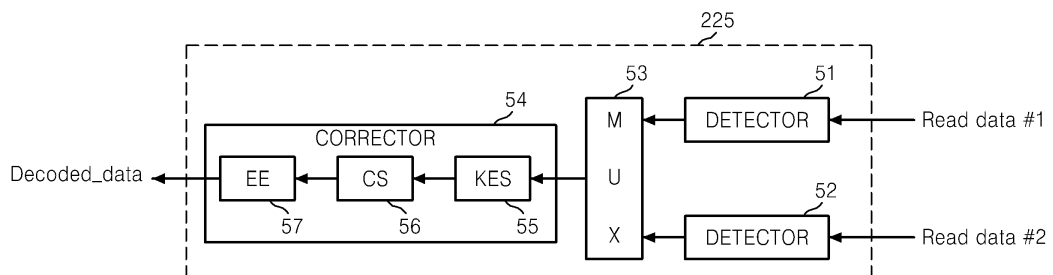 225
53
51
54
M
DETECTOR
Read data #1
CORRECTOR
Decoded_data
EE
CS
KES
U
57
56
55
52
X
DETECTOR
Read data #2